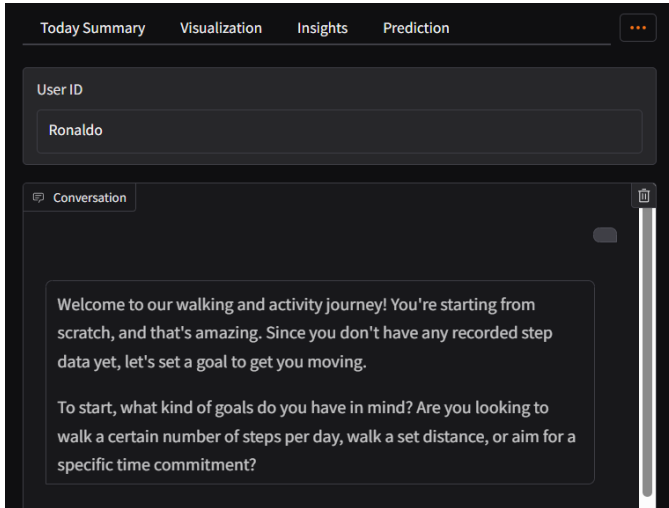 Today Summary Visualization Insights Prediction
User ID
Ronaldo
Conversation
Welcome to our walking and activity journey! You're starting from
scratch, and that's amazing. Since you don't have any recorded step
data yet, let's set a goal to get you moving.
To start, what kind of goals do you have in mind? Are you looking to
walk a certain number of steps per day, walk a set distance, or aim for a
specific time commitment?